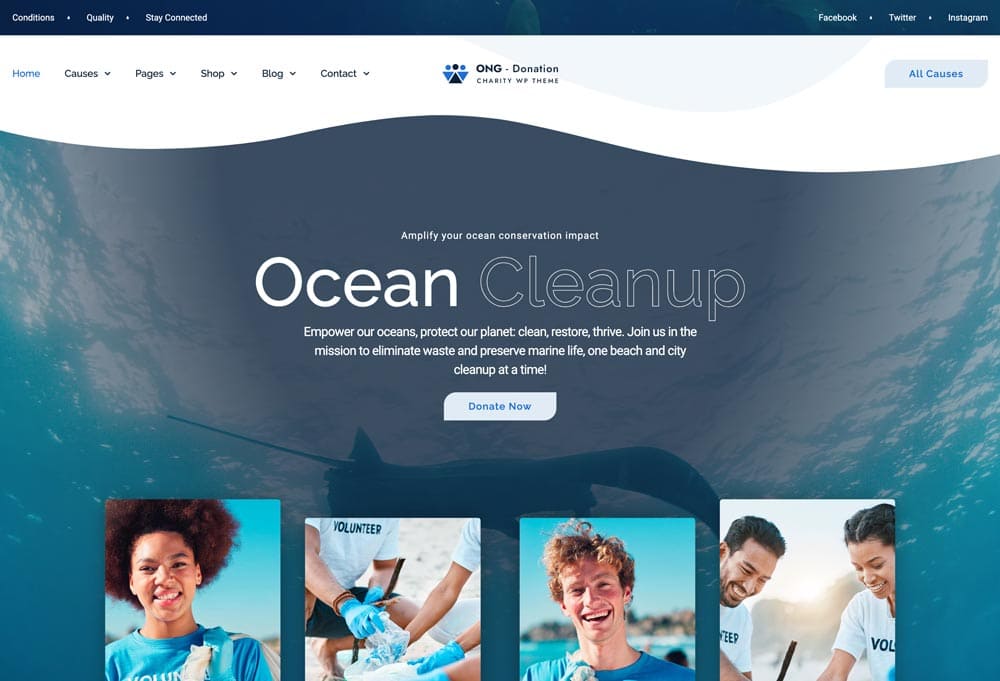 Conditions • Quality • Stay Connected
Facebook • Twitter • Instagram
Home Causes Pages Shop Blog Contact
ONG - Donation
CHARITY WP THEME
All Causes
Amplify your ocean conservation impact
Ocean Cleanup
Empower our oceans, protect our planet: clean, restore, thrive. Join us in the
mission to eliminate waste and preserve marine life, one beach and city
cleanup at a time!
Donate Now
VOLUNTEER